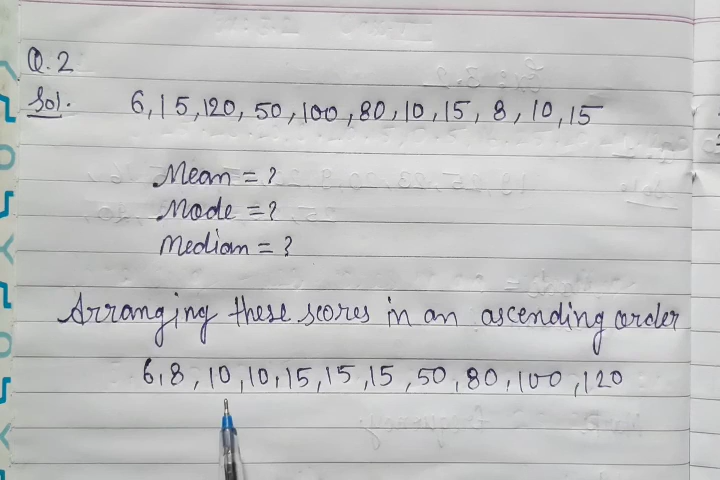 Q. 2
Sol. 6, 15, 120, 50, 100, 80, 10, 15, 8, 10, 15
Mean = ?
Mode = ?
Median = ?
Arranging these scores in an ascending order
6, 8, 10, 10, 15, 15, 15, 50, 80, 100, 120